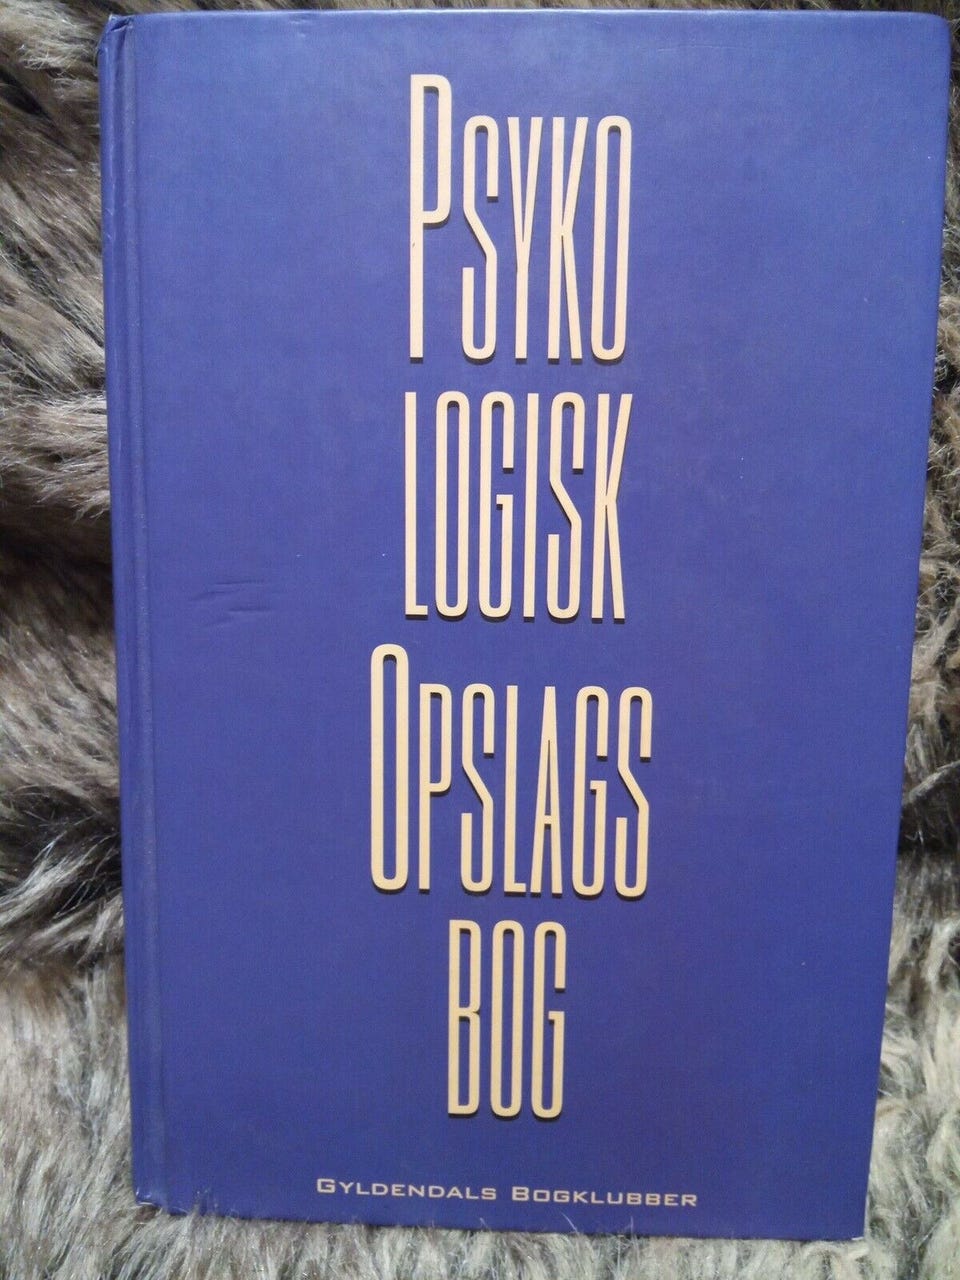 PSYKO
LOGISK
OPSLAGS
BOG
GYLDENDALS BOGKLUBBER